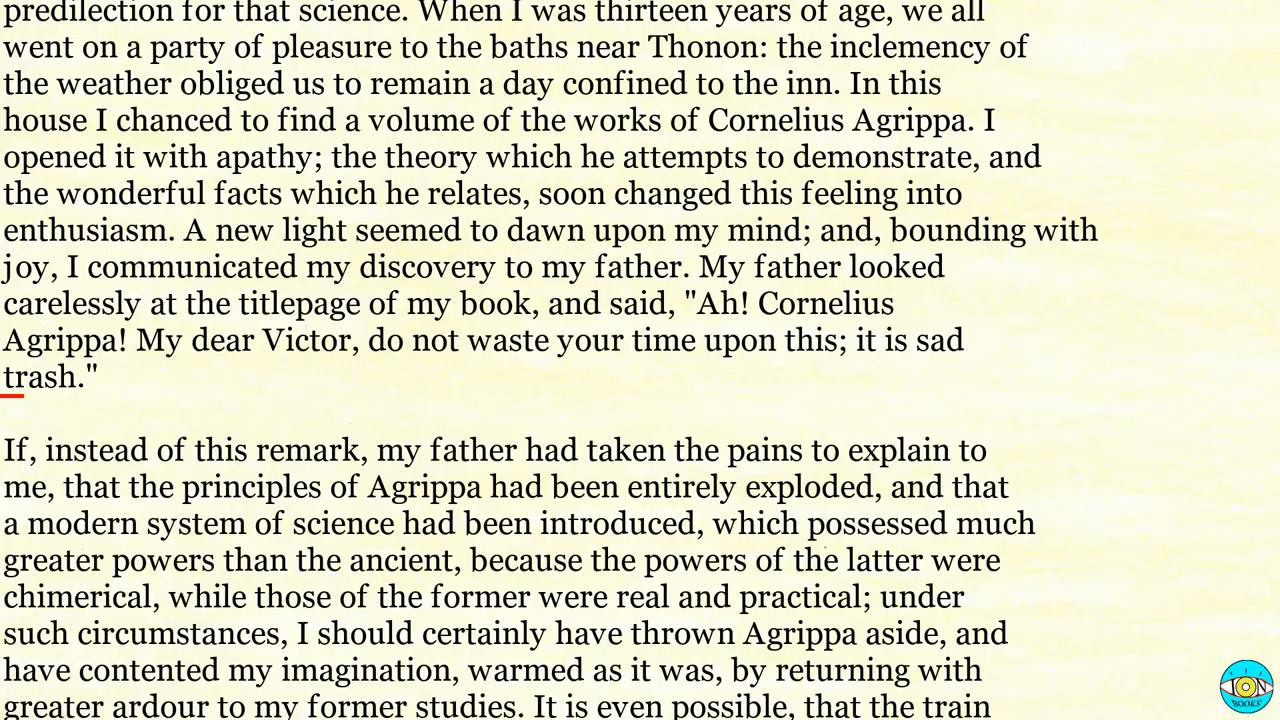 predilection for that science. When I was thirteen years of age, we all
went on a party of pleasure to the baths near Thonon: the inclemency of
the weather obliged us to remain a day confined to the inn. In this
house I chanced to find a volume of the works of Cornelius Agrippa. I
opened it with apathy; the theory which he attempts to demonstrate, and
the wonderful facts which he relates, soon changed this feeling into
enthusiasm. A new light seemed to dawn upon my mind; and, bounding with
joy, I communicated my discovery to my father. My father looked
carelessly at the titlepage of my book, and said, "Ah! Cornelius
Agrippa! My dear Victor, do not waste your time upon this; it is sad
trash."
If, instead of this remark, my father had taken the pains to explain to
me, that the principles of Agrippa had been entirely exploded, and that
a modern system of science had been introduced, which possessed much
greater powers than the ancient, because the powers of the latter were
chimerical, while those of the former were real and practical; under
such circumstances, I should certainly have thrown Agrippa aside, and
have contented my imagination, warmed as it was, by returning with
greater ardour to my former studies. It is even possible, that the train
ION
BOOKS